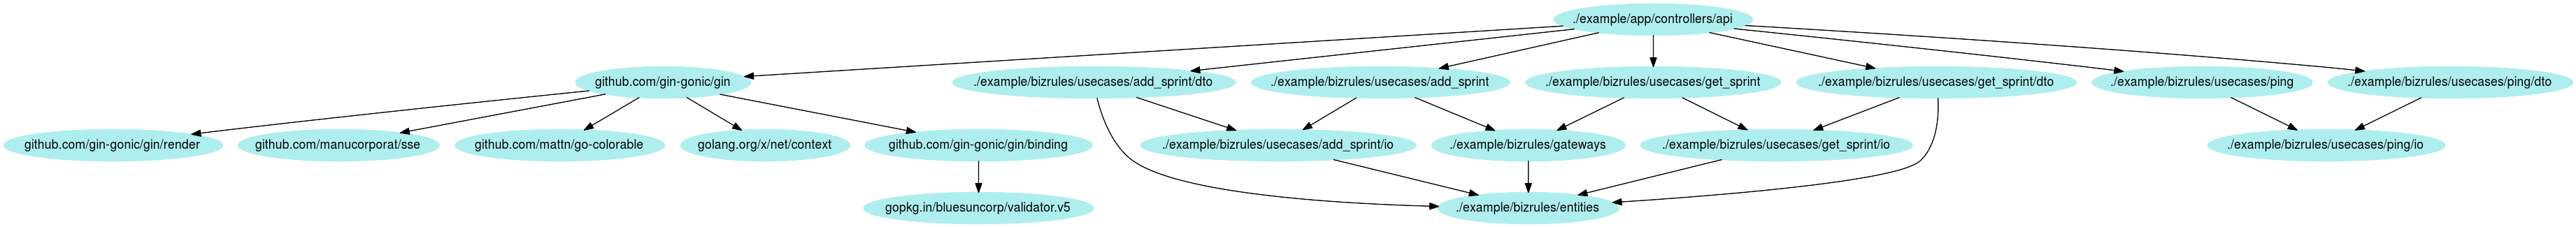 ./example/app/controllers/api
github.com/gin-gonic/gin
./example/bizrules/usecases/add_sprint/dto
./example/bizrules/usecases/add_sprint
./example/bizrules/usecases/get_sprint
./example/bizrules/usecases/get_sprint/dto
./example/bizrules/usecases/ping
./example/bizrules/usecases/ping/dto
github.com/gin-gonic/gin/render
github.com/manucorporat/sse
github.com/mattn/go-colorable
golang.org/x/net/context
github.com/gin-gonic/gin/binding
./example/bizrules/usecases/add_sprint/io
./example/bizrules/gateways
./example/bizrules/usecases/get_sprint/io
./example/bizrules/usecases/ping/io
gopkg.in/bluesuncorp/validator.v5
./example/bizrules/entities